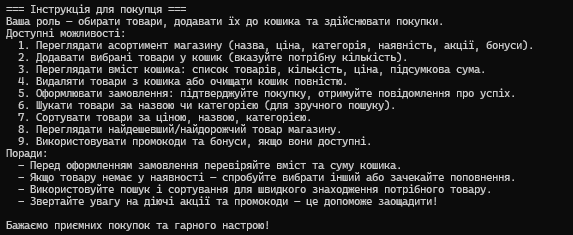 === Інструкція для покупця ===
Ваша роль — обирати товари, додавати їх до кошика та здійснювати покупки.
Доступні можливості:
1. Переглядати асортимент магазину (назва, ціна, категорія, наявність, акції, бонуси).
2. Додавати вибрані товари у кошик (вказуйте потрібну кількість).
3. Переглядати вміст кошика: список товарів, кількість, ціна, підсумкова сума.
4. Видаляти товари з кошика або очищати кошик повністю.
5. Оформлювати замовлення: підтверджуйте покупку, отримуйте повідомлення про успіх.
6. Шукати товари за назвою чи категорією (для зручного пошуку).
7. Сортувати товари за ціною, назвою, категорією.
8. Переглядати найдешевший/найдорожчий товар магазину.
9. Використовувати промокоди та бонуси, якщо вони доступні.
Поради:
— Перед оформленням замовлення перевіряйте вміст та суму кошика.
— Якщо товару немає у наявності — спробуйте вибрати інший або зачекайте поповнення.
— Використовуйте пошук і сортування для швидкого знаходження потрібного товару.
— Звертайте увагу на діючі акції та промокоди — це допоможе заощадити!
Бажаємо приємних покупок та гарного настрою!